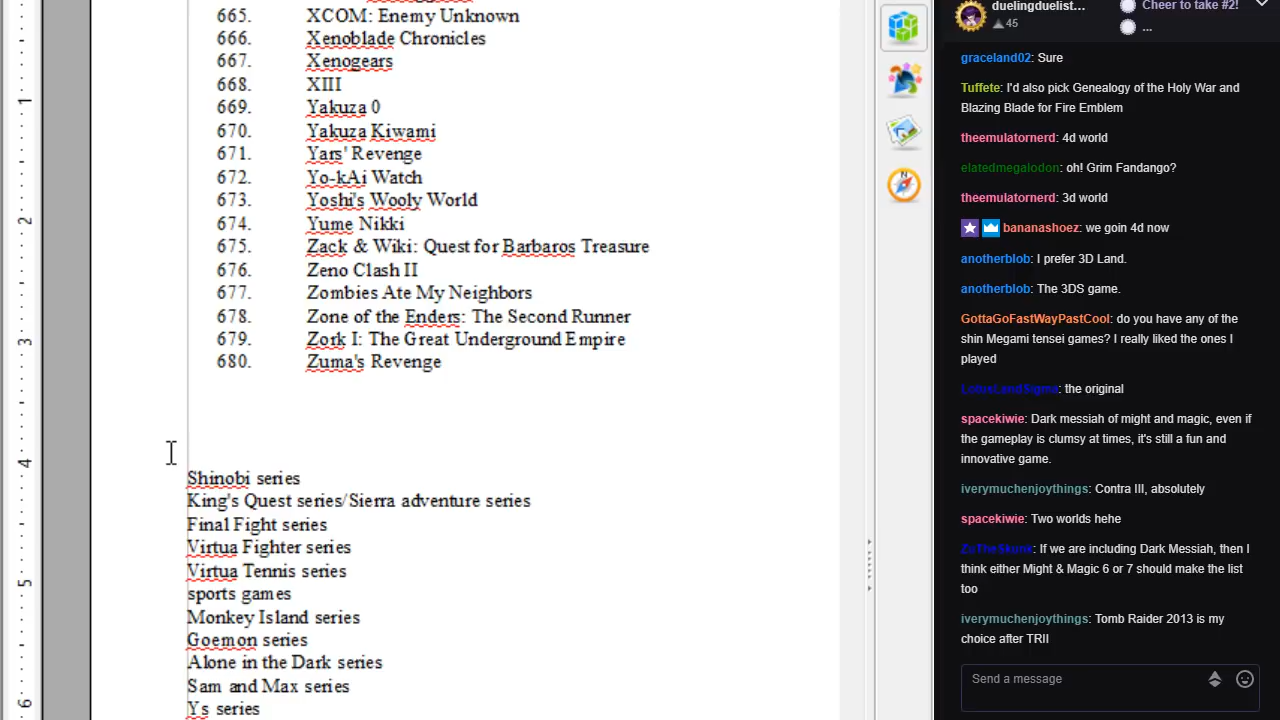 665. XCOM: Enemy Unknown
666. Xenoblade Chronicles
667. Xenogears
668. XIII
669. Yakuza 0
670. Yakuza Kiwami
671. Yars' Revenge
672. Yo-kAi Watch
673. Yoshi's Wooly World
674. Yume Nikki
675. Zack & Wiki: Quest for Barbaros Treasure
676. Zeno Clash II
677. Zombies Ate My Neighbors
678. Zone of the Enders: The Second Runner
679. Zork I: The Great Underground Empire
680. Zuma's Revenge
Shinobi series
King's Quest series/Sierra adventure series
Final Fight series
Virtua Fighter series
Virtua Tennis series
sports games
Monkey Island series
Goemon series
Alone in the Dark series
Sam and Max series
Ys series
1
2
3
4
5
6
duelingduelist...
45
Cheer to take #2!
...
graceland02: Sure
Tuffete: I'd also pick Genealogy of the Holy War and
Blazing Blade for Fire Emblem
theemulatornerd: 4d world
elatedmegalodon: oh! Grim Fandango?
theemulatornerd: 3d world
bananashoez: we goin 4d now
anotherblob: I prefer 3D Land.
anotherblob: The 3DS game.
GottaGoFastWayPastCool: do you have any of the
shin Megami tensei games? I really liked the ones I
played
LotusLandSigma: the original
spacekiwie: Dark messiah of might and magic, even if
the gameplay is clumsy at times, it's still a fun and
innovative game.
iverymuchenjoythings: Contra III, absolutely
spacekiwie: Two worlds hehe
ZuTheSkunk: If we are including Dark Messiah, then I
think either Might & Magic 6 or 7 should make the list
too
iverymuchenjoythings: Tomb Raider 2013 is my
choice after TRII
Send a message